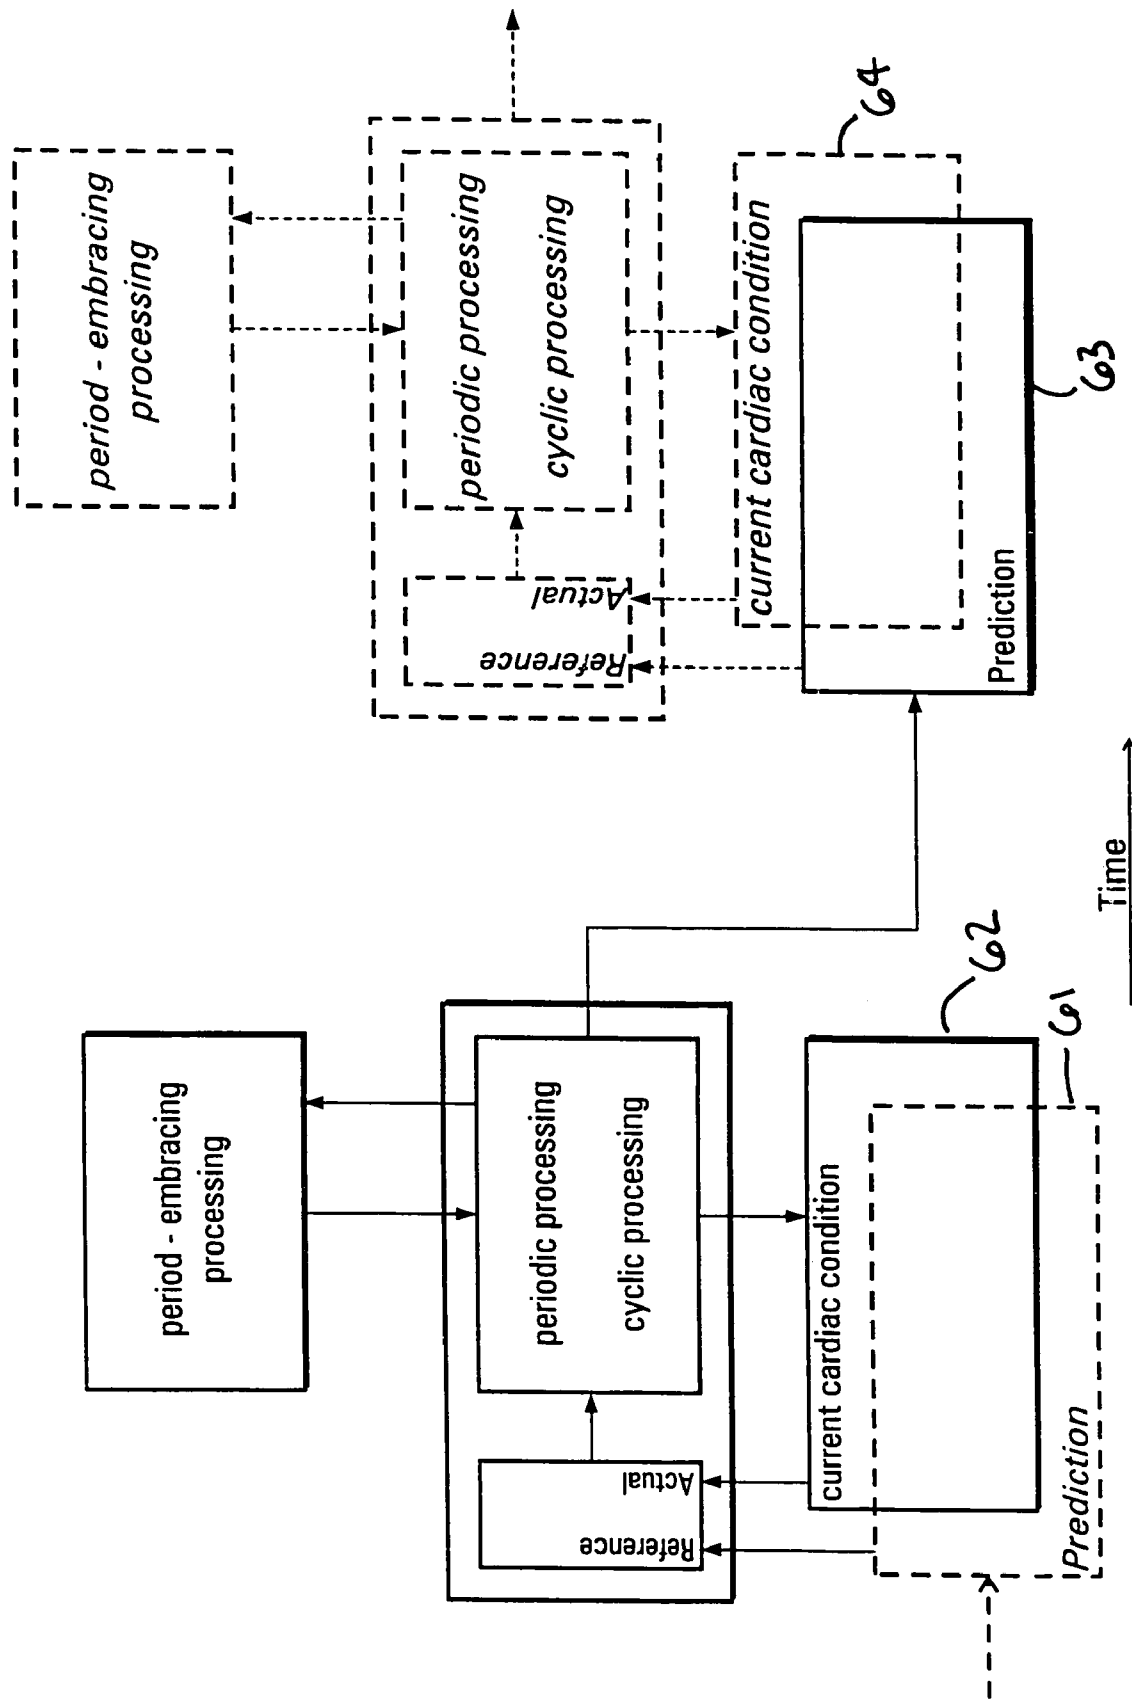 period - embracing
processing
Reference
Actual
periodic processing
cyclic processing
current cardiac condition
Prediction
62
61
Time
period - embracing
processing
Reference
Actual
periodic processing
cyclic processing
current cardiac condition
Prediction
64
63